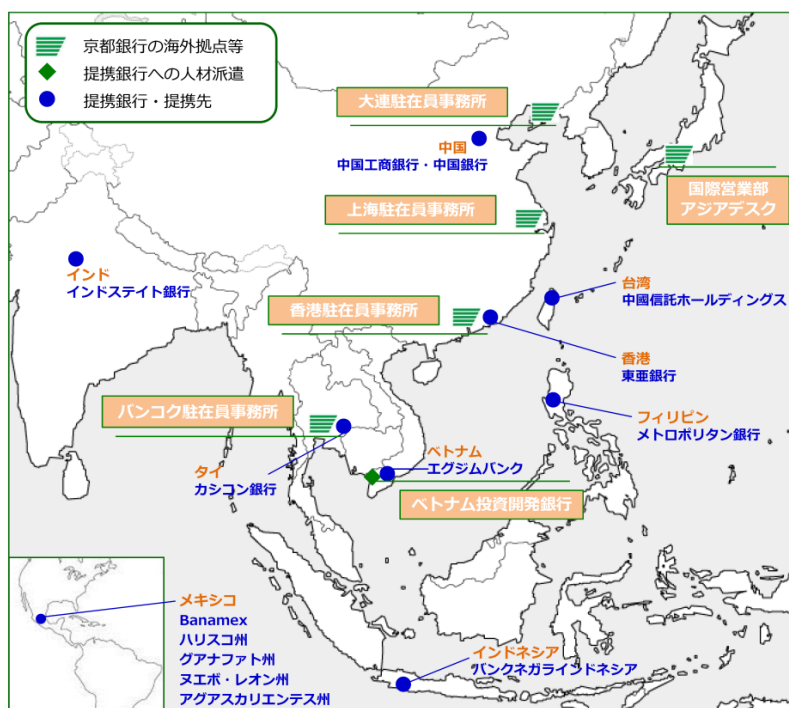 京都銀行の海外拠点等
提携銀行への人材派遣
提携銀行・提携先
大連駐在員事務所
中国
中国工商銀行・中国銀行
国際営業部
アジアデスク
上海駐在員事務所
インド
インドステイト銀行
台湾
中國信託ホールディングス
香港駐在員事務所
香港
東亜銀行
バンコク駐在員事務所
フィリピン
メトロポリタン銀行
タイ
カシコン銀行
ベトナム
エグジムバンク
ベトナム投資開発銀行
メキシコ
Banamex
ハリスコ州
グアナファト州
ヌエボ・レオン州
アグアスカリエンテス州
インドネシア
バンクネガラインドネシア